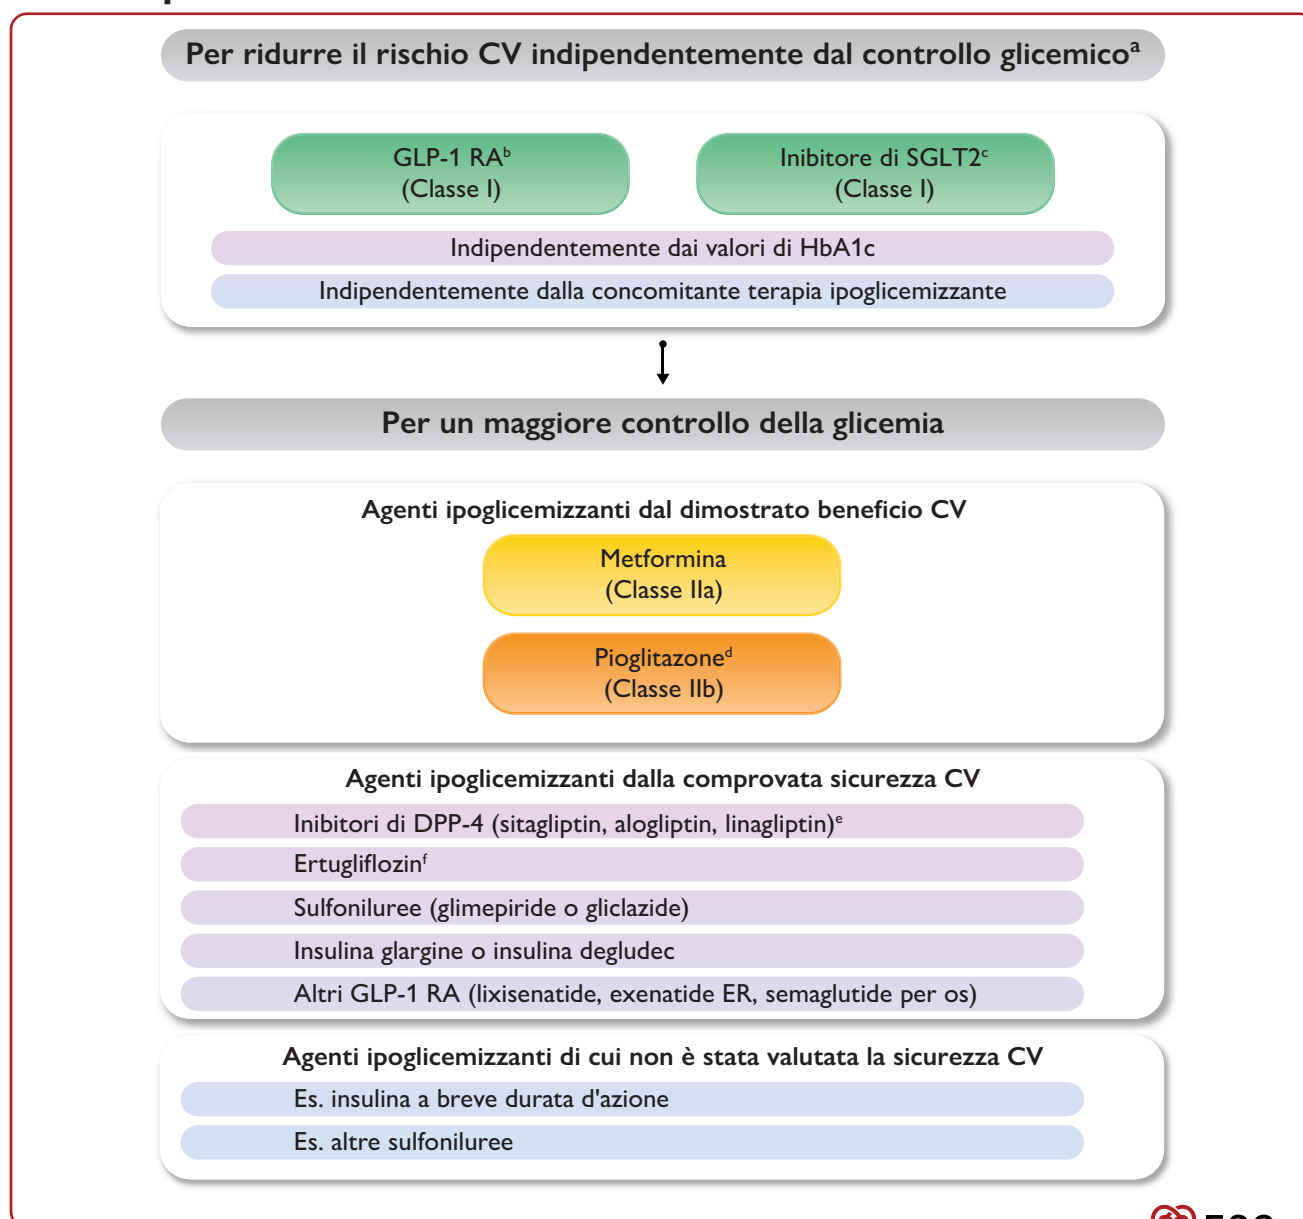 Per ridurre il rischio CV indipendentemente dal controllo glicemicoᵃ
GLP-1 RAᵇ
(Classe I)
Inibitore di SGLT2ᶜ
(Classe I)
Indipendentemente dai valori di HbA1c
Indipendentemente dalla concomitante terapia ipoglicemizzante
Per un maggiore controllo della glicemia
Agenti ipoglicemizzanti dal dimostrato beneficio CV
Metformina
(Classe IIa)
Pioglitazoneᵈ
(Classe IIb)
Agenti ipoglicemizzanti dalla comprovata sicurezza CV
Inibitori di DPP-4 (sitagliptin, alogliptin, linagliptin)ᵉ
Ertugliflozinᶠ
Sulfoniluree (glimepiride o gliclazide)
Insulina glargine o insulina degludec
Altri GLP-1 RA (lixisenatide, exenatide ER, semaglutide per os)
Agenti ipoglicemizzanti di cui non è stata valutata la sicurezza CV
Es. insulina a breve durata d'azione
Es. altre sulfoniluree